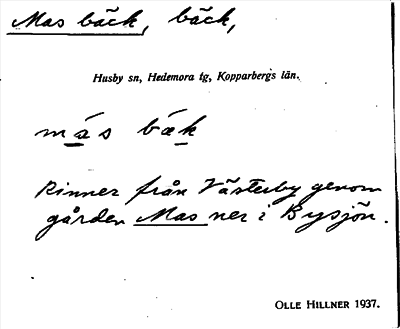 Mas bäck, bäck,
Husby sn, Hedemora tg, Kopparbergs län.
más bäk
Rinner från Västerby genom
gården Mas ner i Bysjön.
OLLE HILLNER 1937.